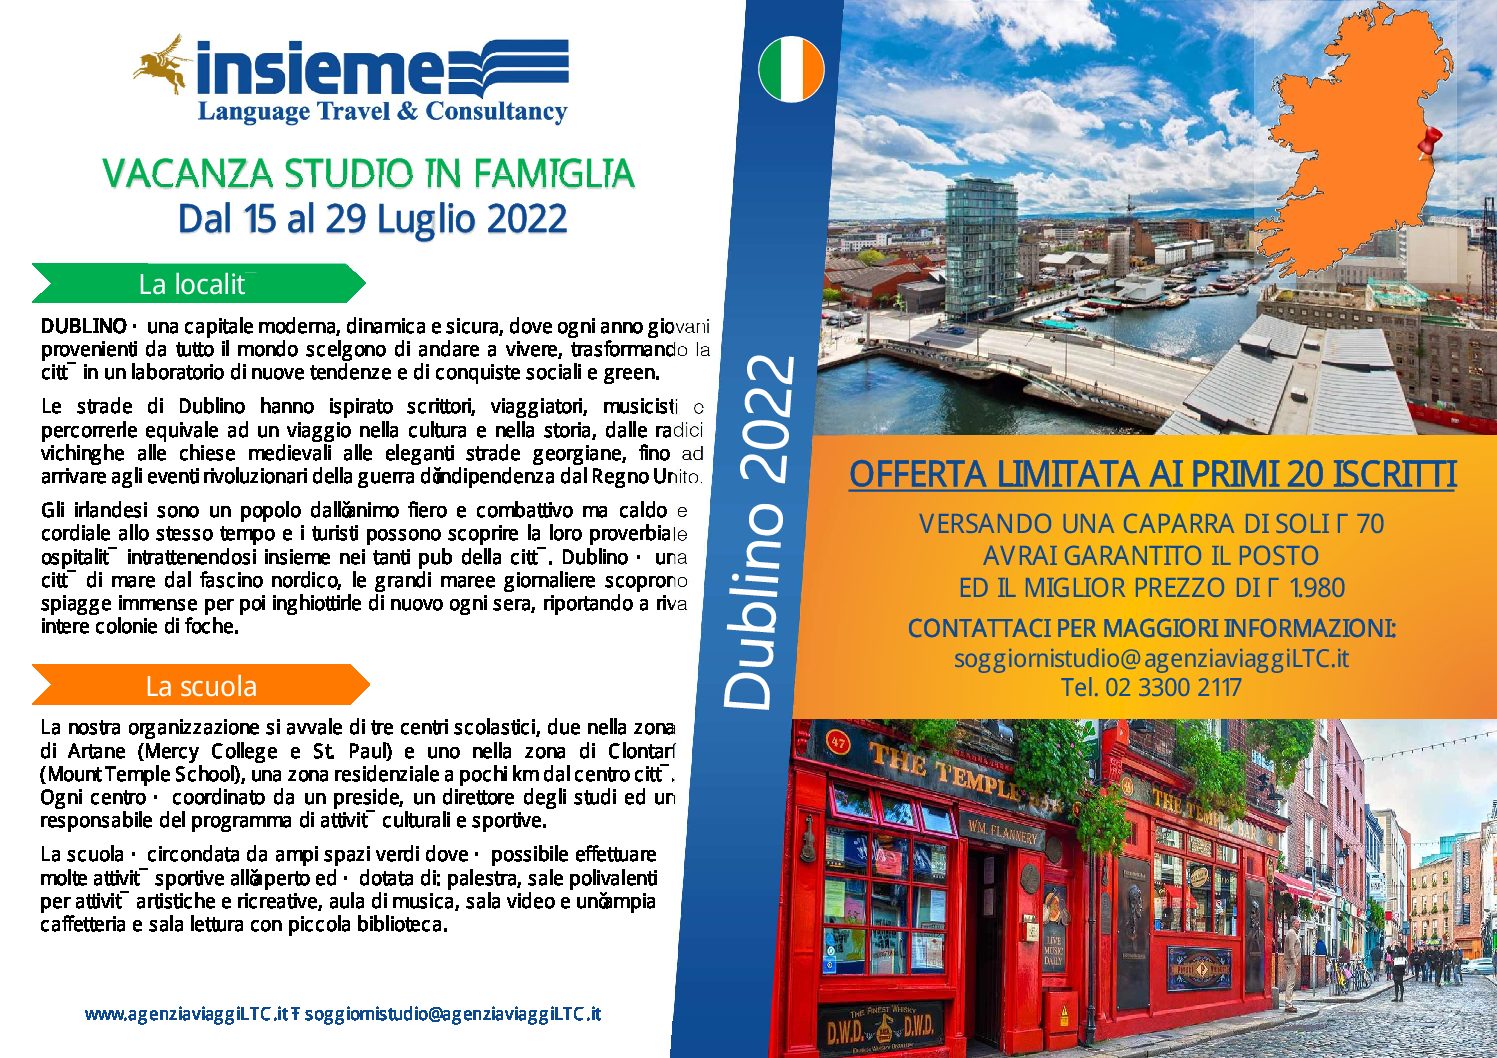 insieme
Language Travel & Consultancy
VACANZA STUDIO IN FAMIGLIA
Dal 15 al 29 Luglio 2022
La localit¯
DUBLINO · una capitale moderna, dinamica e sicura, dove ogni anno giovani
provenienti da tutto il mondo scelgono di andare a vivere, trasformando la
citt¯ in un laboratorio di nuove tendenze e di conquiste sociali e green.
Le strade di Dublino hanno ispirato scrittori, viaggiatori, musicisti e
percorrerle equivale ad un viaggio nella cultura e nella storia, dalle radici
vichinghe alle chiese medievali alle eleganti strade georgiane, fino ad
arrivare agli eventi rivoluzionari della guerra dõindipendenza dal Regno Unito.
Gli irlandesi sono un popolo dallõanimo fiero e combattivo ma caldo e
cordiale allo stesso tempo e i turisti possono scoprire la loro proverbiale
ospitalit¯ intrattenendosi insieme nei tanti pub della citt¯. Dublino · una
citt¯ di mare dal fascino nordico, le grandi maree giornaliere scoprono
spiagge immense per poi inghiottirle di nuovo ogni sera, riportando a riva
intere colonie di foche.
La scuola
La nostra organizzazione si avvale di tre centri scolastici, due nella zona
di Artane (Mercy College e St. Paul) e uno nella zona di Clontarf
(Mount Temple School), una zona residenziale a pochi km dal centro citt¯.
Ogni centro · coordinato da un preside, un direttore degli studi ed un
responsabile del programma di attivit¯ culturali e sportive.
La scuola · circondata da ampi spazi verdi dove · possibile effettuare
molte attivit¯ sportive allõaperto ed · dotata di: palestra, sale polivalenti
per attivit¯ artistiche e ricreative, aula di musica, sala video e unõampia
caffetteria e sala lettura con piccola biblioteca.
www.agenziaviaggiLTC.it Ŧ soggiornistudio@agenziaviaggiLTC.it
Dublino 2022
OFFERTA LIMITATA AI PRIMI 20 ISCRITTI
VERSANDO UNA CAPARRA DI SOLI Γ 70
AVRAI GARANTITO IL POSTO
ED IL MIGLIOR PREZZO DI Γ 1.980
CONTATTACI PER MAGGIORI INFORMAZIONI:
soggiornistudio@agenziaviaggiLTC.it
Tel. 02 3300 2117
47
THE TEMPLE
WM. FLANNERY
48
THE TEMPLE BAR
LIVE
MUSIC
DAILY
THE FINEST WHISKY
D.W.D. D.W.D.